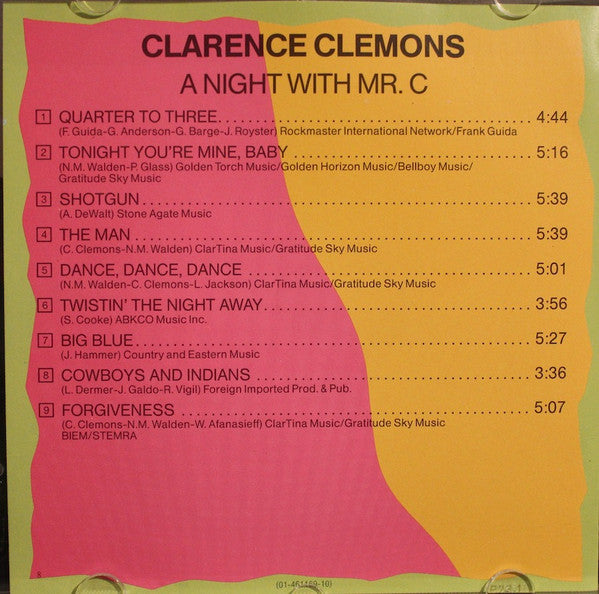 CLARENCE CLEMONS
A NIGHT WITH MR. C
1 QUARTER TO THREE 4:44
(F. Guida-G. Anderson-G. Barge-J. Royster) Rockmaster International Network/Frank Guida
2 TONIGHT YOU'RE MINE, BABY 5:16
(N.M. Walden-P. Glass) Golden Torch Music/Golden Horizon Music/Bellboy Music/
Gratitude Sky Music
3 SHOTGUN 5:39
(A. DeWalt) Stone Agate Music
4 THE MAN 5:39
(C. Clemons-N.M. Walden) ClarTina Music/Gratitude Sky Music
5 DANCE, DANCE, DANCE 5:01
(N.M. Walden-C. Clemons-L. Jackson) ClarTina Music/Gratitude Sky Music
6 TWISTIN' THE NIGHT AWAY 3:56
(S. Cooke) ABKCO Music Inc.
7 BIG BLUE 5:27
(J. Hammer) Country and Eastern Music
8 COWBOYS AND INDIANS 3:36
(L. Dermer-J. Galdo-R. Vigil) Foreign Imported Prod. & Pub.
9 FORGIVENESS 5:07
(C. Clemons-N.M. Walden-W. Afanasieff) ClarTina Music/Gratitude Sky Music
BIEM/STEMRA
8
(01-461169-10)